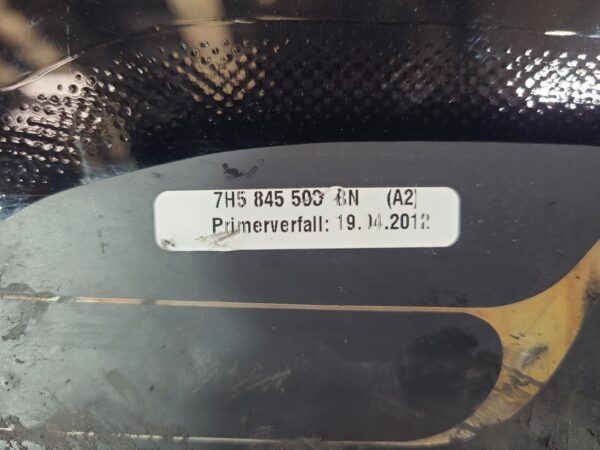 7H5 845 503 BN (A2)
Primerverfall: 19.04.2012